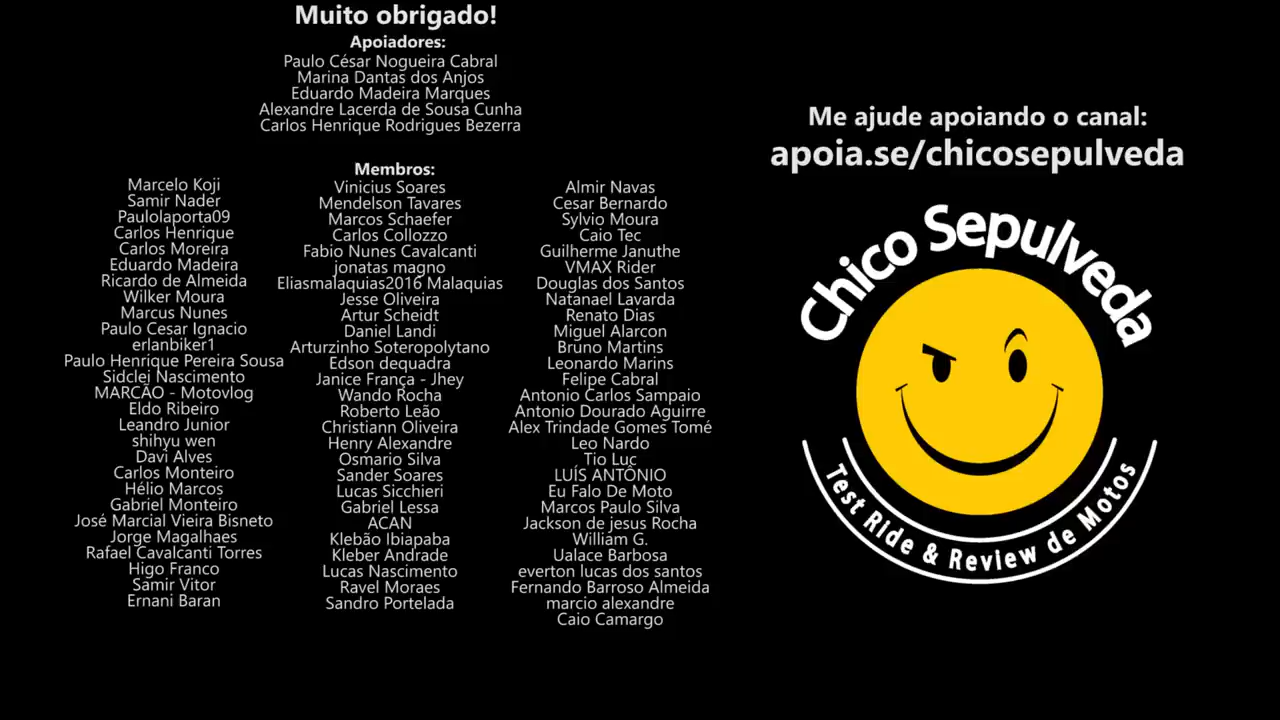 Muito obrigado!
Apoiadores:
Paulo César Nogueira Cabral
Marina Dantas dos Anjos
Eduardo Madeira Marques
Alexandre Lacerda de Sousa Cunha
Carlos Henrique Rodrigues Bezerra
Membros:
Marcelo Koji
Samir Nader
Paulolaporta09
Carlos Henrique
Carlos Moreira
Eduardo Madeira
Ricardo de Almeida
Wilker Moura
Marcus Nunes
Paulo Cesar Ignacio
erlanbiker1
Paulo Henrique Pereira Sousa
Sidclei Nascimento
MARCÃO - Motovlog
Eldo Ribeiro
Leandro Junior
shihyu wen
Davi Alves
Carlos Monteiro
Hélio Marcos
Gabriel Monteiro
José Marcial Vieira Bisneto
Jorge Magalhaes
Rafael Cavalcanti Torres
Higo Franco
Samir Vitor
Ernani Baran
Vinicius Soares
Mendelson Tavares
Marcos Schaefer
Carlos Collozzo
Fabio Nunes Cavalcanti
jonatas magno
Eliasmalaquias2016 Malaquias
Jesse Oliveira
Artur Scheidt
Daniel Landi
Arturzinho Soteropolytano
Edson dequadra
Janice França - Jhey
Wando Rocha
Roberto Leão
Christiann Oliveira
Henry Alexandre
Osmario Silva
Sander Soares
Lucas Sicchieri
Gabriel Lessa
ACAN
Klebão Ibiapaba
Kleber Andrade
Lucas Nascimento
Ravel Moraes
Sandro Portelada
Almir Navas
Cesar Bernardo
Sylvio Moura
Caio Tec
Guilherme Januthe
VMAX Rider
Douglas dos Santos
Natanael Lavarda
Renato Dias
Miguel Alarcon
Bruno Martins
Leonardo Marins
Felipe Cabral
Antonio Carlos Sampaio
Antonio Dourado Aguirre
Alex Trindade Gomes Tomé
Leo Nardo
Tio Luc
LUÍS ANTÔNIO
Eu Falo De Moto
Marcos Paulo Silva
Jackson de jesus Rocha
William G.
Ualace Barbosa
everton lucas dos santos
Fernando Barroso Almeida
marcio alexandre
Caio Camargo
Me ajude apoiando o canal:
apoia.se/chicosepulveda
Chico Sepulveda
Test Ride & Review de Motos